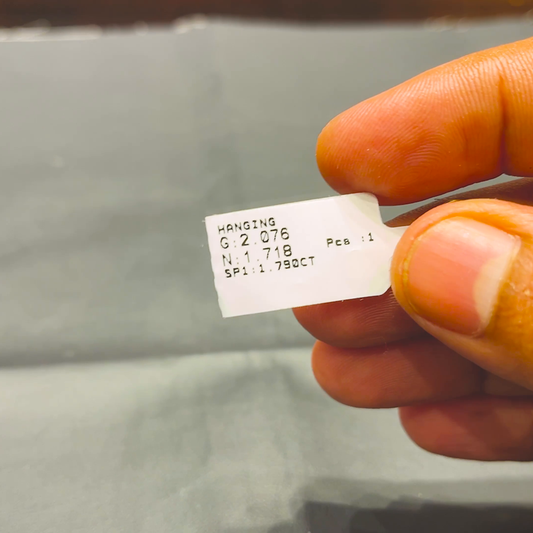 HANGING
G:2.076
N:1.718 Pcs :1
SP1:1.790CT